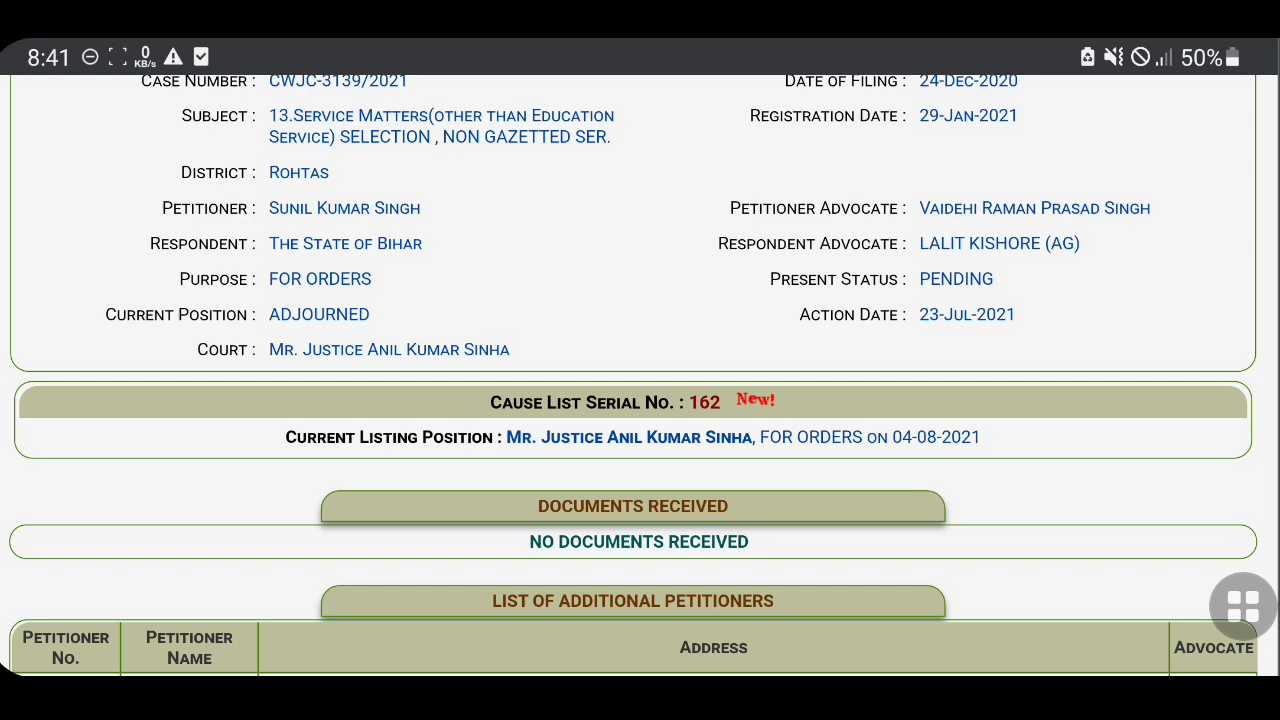 8:41 0 KB/s 50%
CASE NUMBER : CWJC-3139/2021 DATE OF FILING : 24-DEC-2020
SUBJECT : 13.SERVICE MATTERS(OTHER THAN EDUCATION REGISTRATION DATE : 29-JAN-2021
SERVICE) SELECTION , NON GAZETTED SER.
DISTRICT : ROHTAS
PETITIONER : SUNIL KUMAR SINGH PETITIONER ADVOCATE : VAIDEHI RAMAN PRASAD SINGH
RESPONDENT : THE STATE OF BIHAR RESPONDENT ADVOCATE : LALIT KISHORE (AG)
PURPOSE : FOR ORDERS PRESENT STATUS : PENDING
CURRENT POSITION : ADJOURNED ACTION DATE : 23-JUL-2021
COURT : MR. JUSTICE ANIL KUMAR SINHA
CAUSE LIST SERIAL NO. : 162 New!
CURRENT LISTING POSITION : MR. JUSTICE ANIL KUMAR SINHA, FOR ORDERS ON 04-08-2021
DOCUMENTS RECEIVED
NO DOCUMENTS RECEIVED
LIST OF ADDITIONAL PETITIONERS
PETITIONER NO. PETITIONER NAME ADDRESS ADVOCATE